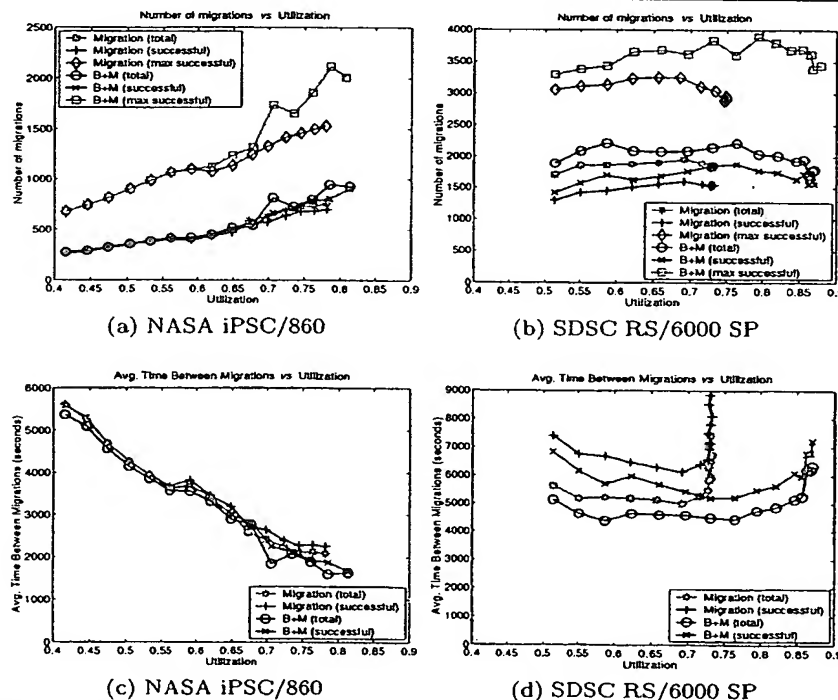 Number of migrations vs Utilization
2500
2000
1500
1000
500
0
Number of migrations
Migration (total)
Migration (successful)
Migration (max successful)
B+M (total)
B+M (successful)
B+M (max successful)
0.4 0.45 0.5 0.55 0.6 0.65 0.7 0.75 0.8 0.85 0.9
Utilization
(a) NASA iPSC/860
Number of migrations vs Utilization
4000
3500
3000
2500
2000
1500
1000
500
0
Number of migrations
Migration (total)
Migration (successful)
Migration (max successful)
B+M (total)
B+M (successful)
B+M (max successful)
0.4 0.45 0.5 0.55 0.6 0.65 0.7 0.75 0.8 0.85 0.9
Utilization
(b) SDSC RS/6000 SP
Avg. Time Between Migrations vs Utilization
6000
5000
4000
3000
2000
1000
0
Avg. Time Between Migrations (seconds)
Migration (total)
Migration (successful)
B+M (total)
B+M (successful)
0.4 0.45 0.5 0.55 0.6 0.65 0.7 0.75 0.8 0.85 0.9
Utilization
(c) NASA iPSC/860
Avg. Time Between Migrations vs Utilization
9000
8000
7000
6000
5000
4000
3000
2000
1000
0
Avg. Time Between Migrations (seconds)
Migration (total)
Migration (successful)
B+M (total)
B+M (successful)
0.4 0.45 0.5 0.55 0.6 0.65 0.7 0.75 0.8 0.85 0.9
Utilization
(d) SDSC RS/6000 SP